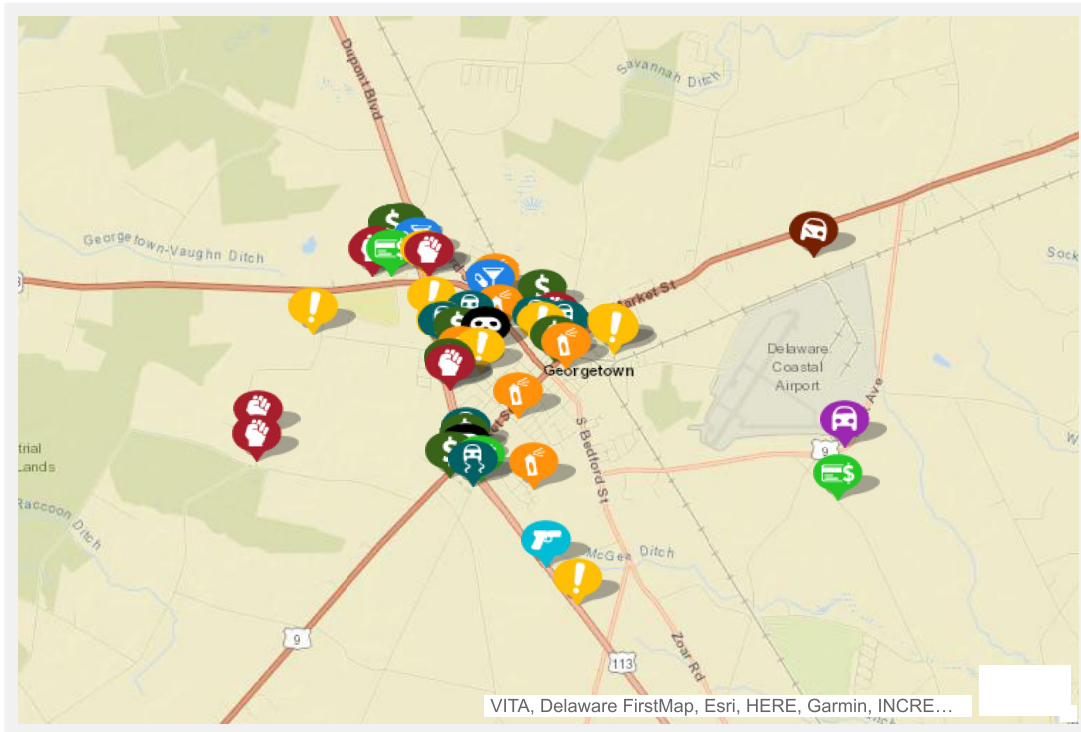 Dupont Blvd
Savannah Ditch
Georgetown-Vaughn Ditch
Sock
Market St
Delaware
Coastal
Airport
Georgetown
Ave
9
trial
Lands
S Bedford St
Raccoon Ditch
McGee Ditch
9
Zoar Rd
113
VITA, Delaware FirstMap, Esri, HERE, Garmin, INCRE…